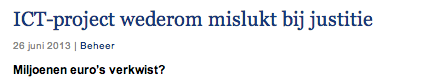 ICT-project wederom mislukt bij justitie
26 juni 2013 | Beheer
Miljoenen euro's verkwist?